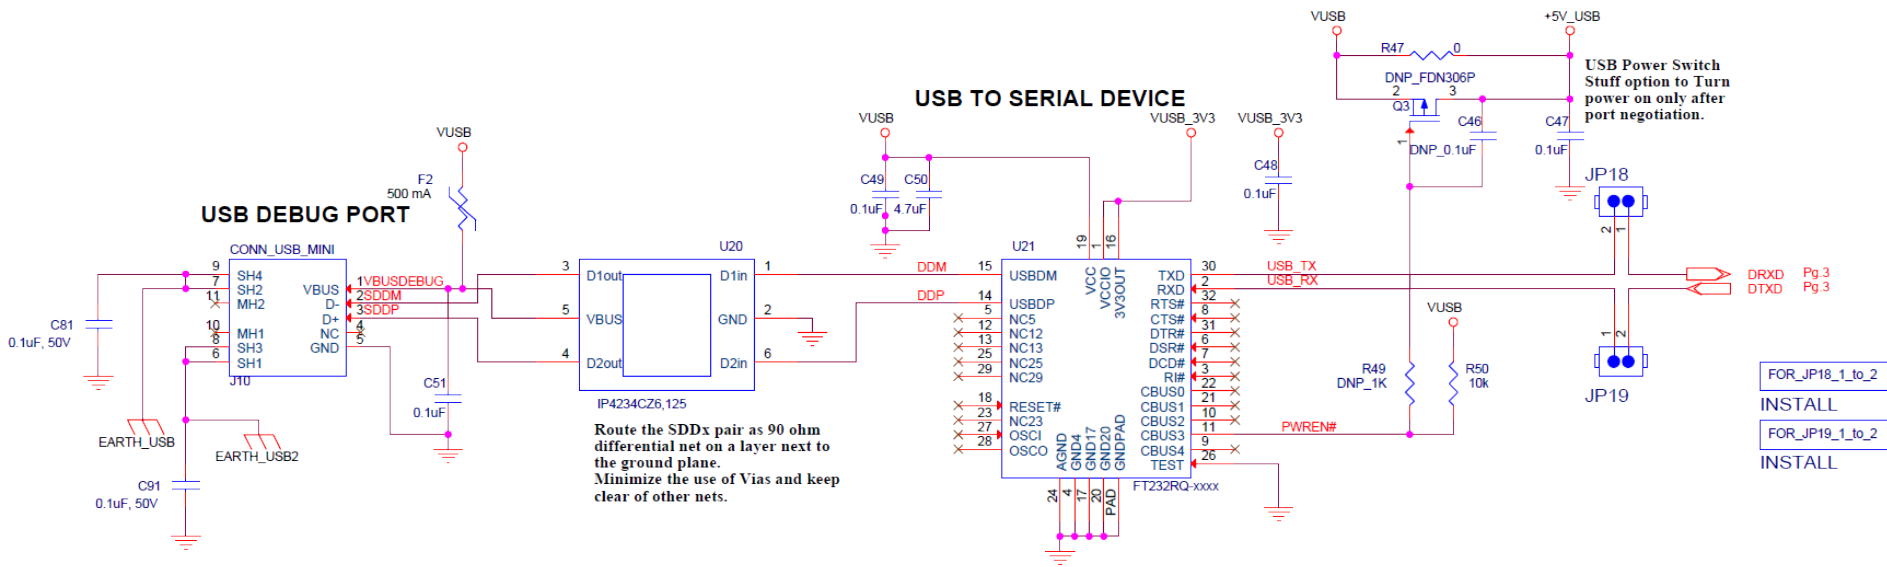 VUSB
+5V_USB
R47
0
USB Power Switch
Stuff option to Turn
power on only after
port negotiation.
DNP_FDN306P
2
3
Q3
1
C46
DNP_0.1uF
C47
0.1uF
USB TO SERIAL DEVICE
VUSB
VUSB_3V3
VUSB_3V3
C49
0.1uF
C50
4.7uF
C48
0.1uF
JP18
2
1
VUSB
F2
500 mA
USB DEBUG PORT
CONN_USB_MINI
9
SH4
7
SH2
11
MH2
10
MH1
8
SH3
6
SH1
VBUS
1
D-
2
D+
3
NC
4
GND
5
J10
VBUSDEBUG
SDDM
SDDP
C81
0.1uF, 50V
C51
0.1uF
EARTH_USB
EARTH_USB2
C91
0.1uF, 50V
U20
3
D1out
D1in
1
5
VBUS
GND
2
4
D2out
D2in
6
IP4234CZ6,125
Route the SDDx pair as 90 ohm
differential net on a layer next to
the ground plane.
Minimize the use of Vias and keep
clear of other nets.
DDM
DDP
U21
19
1
16
VCC
VCCIO
3V3OUT
15
USBDM
14
USBDP
5
NC5
12
NC12
13
NC13
25
NC25
29
NC29
18
RESET#
23
NC23
27
OSCI
28
OSCO
TXD
30
RXD
2
RTS#
32
CTS#
8
DTR#
31
DSR#
6
DCD#
7
RI#
3
CBUS0
22
CBUS1
21
CBUS2
10
CBUS3
11
CBUS4
9
TEST
26
AGND
GND4
GND17
GND20
GNDPAD
24
4
17
20
PAD
FT232RQ-xxxx
USB_TX
USB_RX
PWREN#
DRXD
Pg.3
DTXD
Pg.3
VUSB
R49
DNP_1K
R50
10k
1
2
JP19
FOR_JP18_1_to_2
INSTALL
FOR_JP19_1_to_2
INSTALL